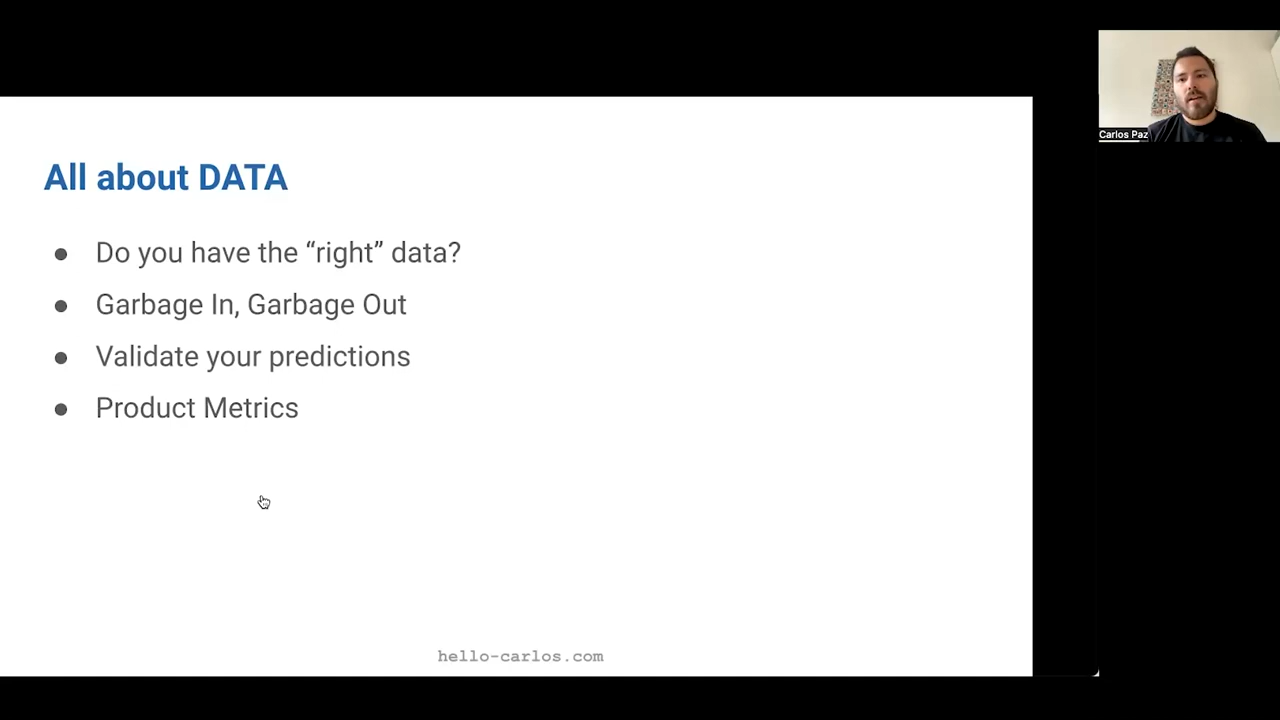 All about DATA
● Do you have the “right” data?
● Garbage In, Garbage Out
● Validate your predictions
● Product Metrics
hello-carlos.com
Carlos Paz